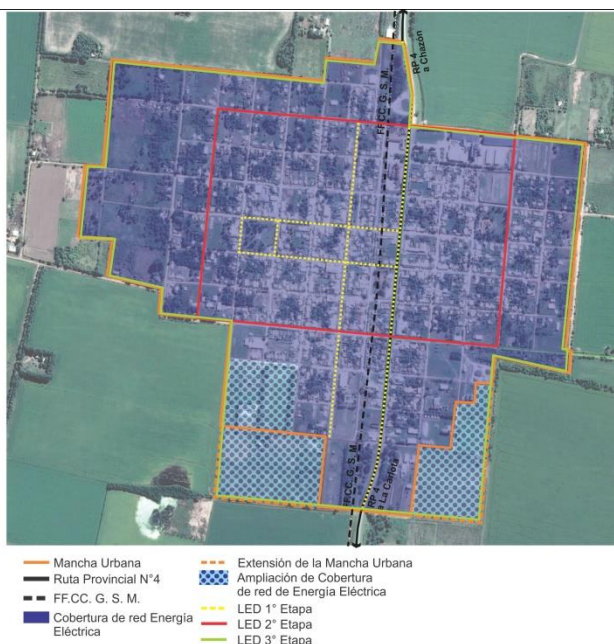 RP 4
a Chazón
FF.CC. G. S. M.
FF.CC. G. S. M.
RP 4
a La Carlota
Mancha Urbana
Ruta Provincial N°4
FF.CC. G. S. M.
Cobertura de red Energía
Eléctrica
Extensión de la Mancha Urbana
Ampliación de Cobertura
de red de Energía Eléctrica
LED 1° Etapa
LED 2° Etapa
LED 3° Etapa